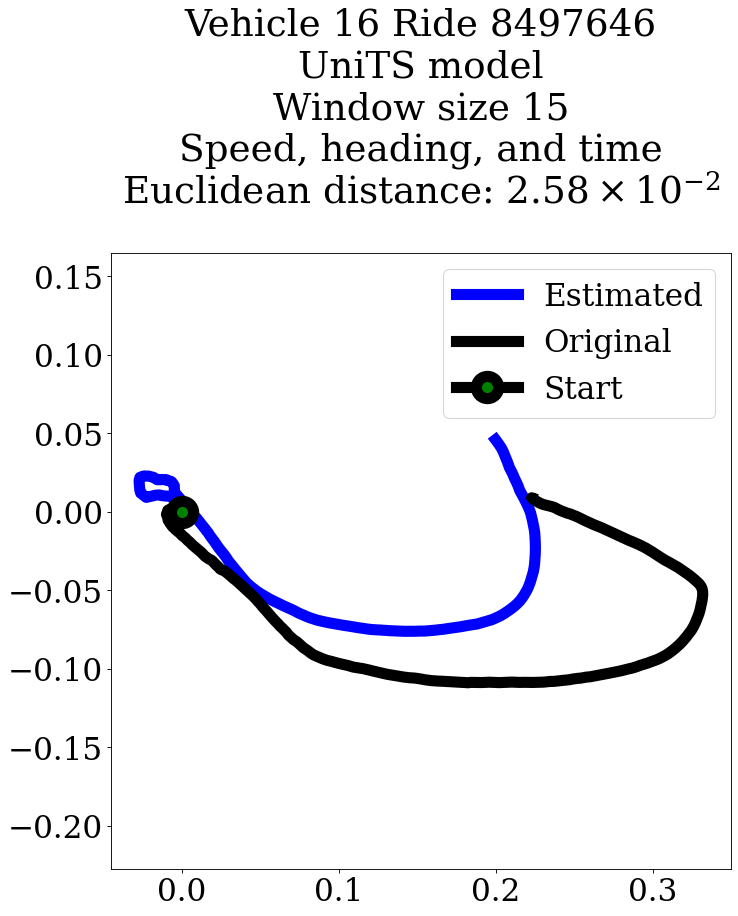 Vehicle 16 Ride 8497646
UniTS model
Window size 15
Speed, heading, and time
Euclidean distance: 2.58 × 10⁻²
Estimated
Original
Start
0.15
0.10
0.05
0.00
−0.05
−0.10
−0.15
−0.20
0.0 0.1 0.2 0.3